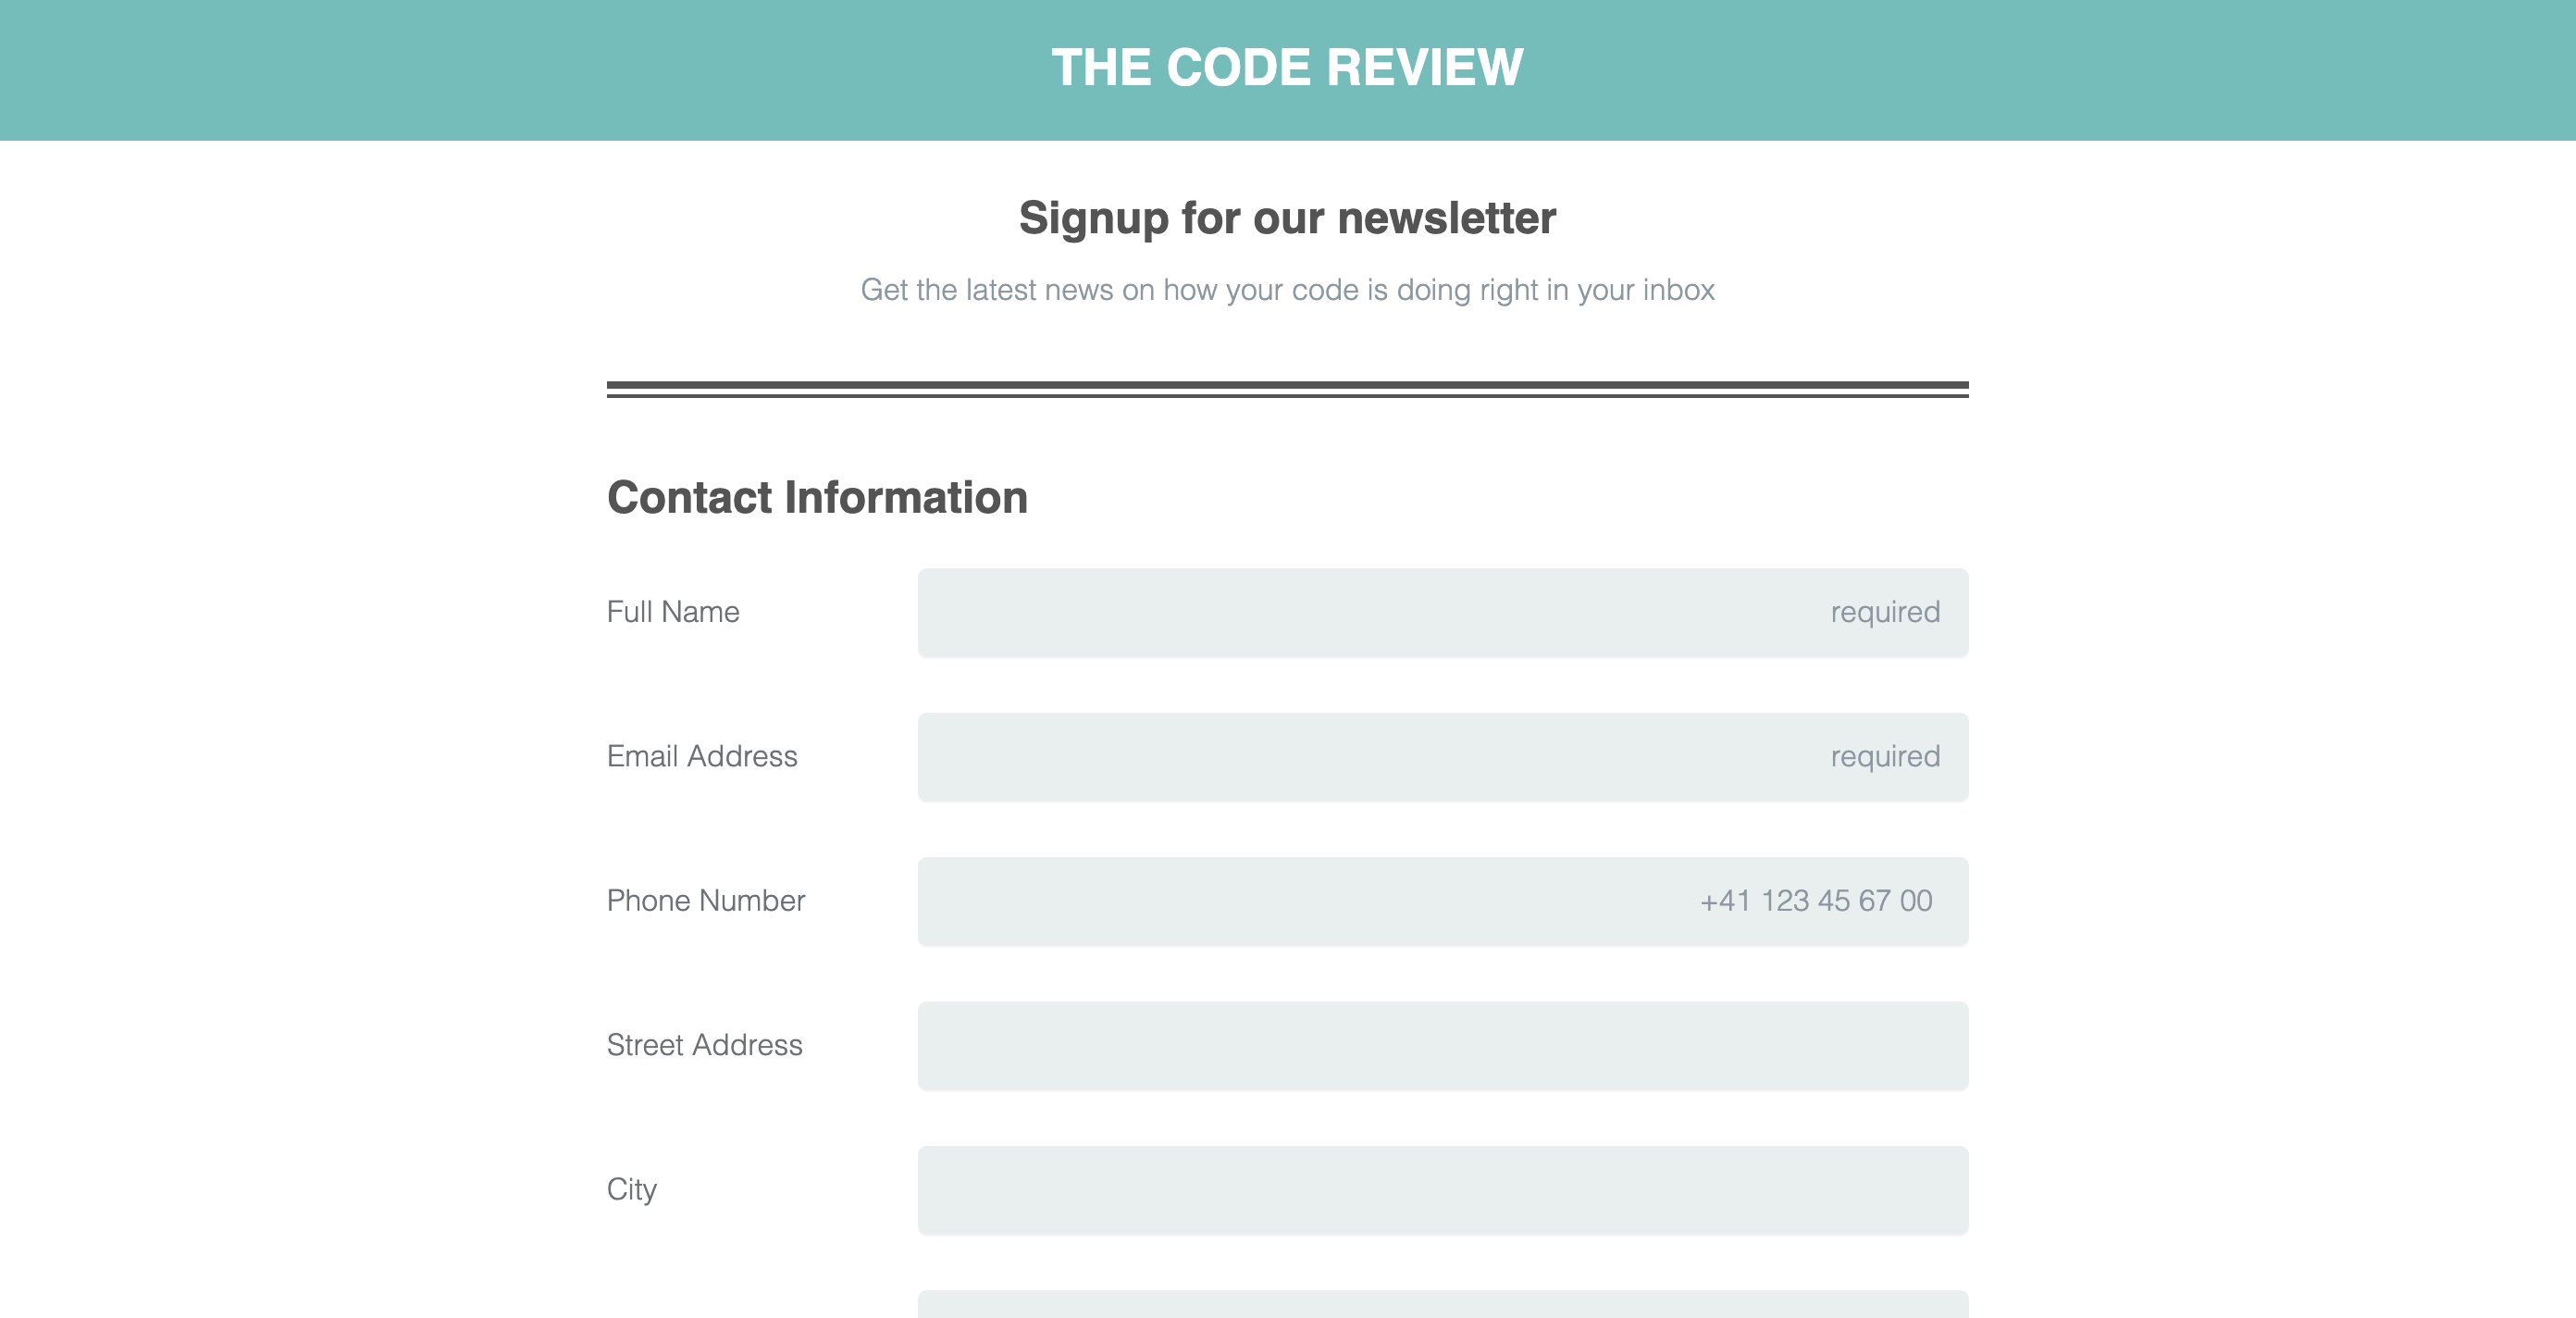 THE CODE REVIEW
Signup for our newsletter
Get the latest news on how your code is doing right in your inbox
Contact Information
Full Name required
Email Address required
Phone Number +41 123 45 67 00
Street Address
City